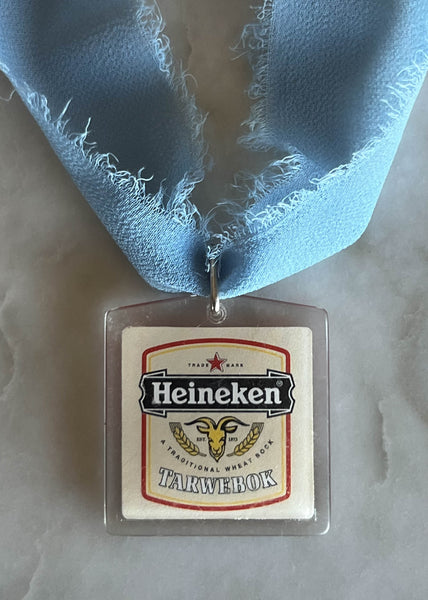 TRADE MARK
Heineken®
EST. 1873
A TRADITIONAL WHEAT BOCK
TARWEBOK